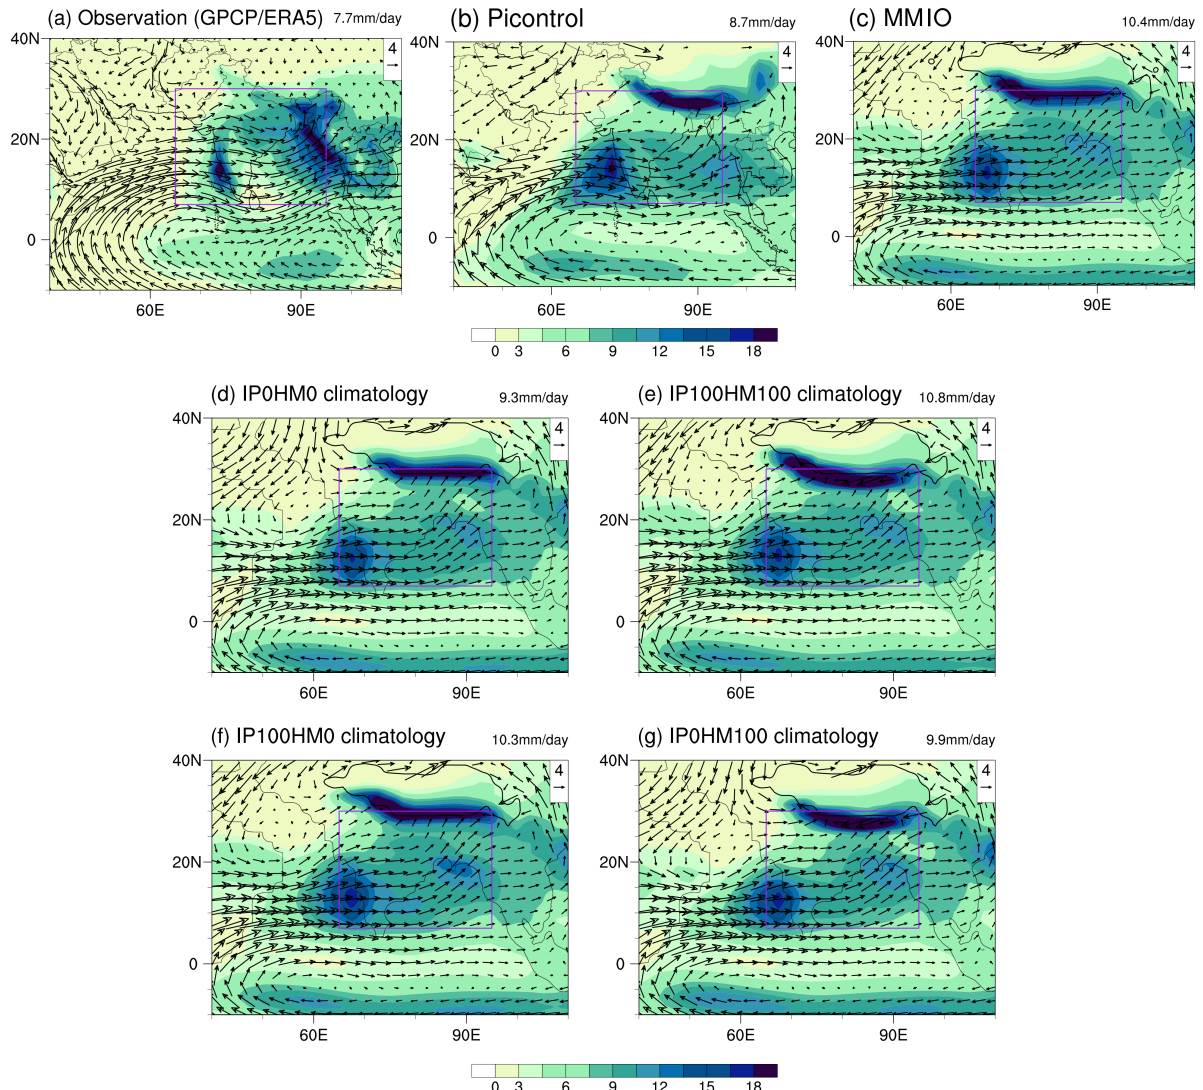 (a) Observation (GPCP/ERA5) 7.7mm/day
(b) Picontrol 8.7mm/day
(c) MMIO 10.4mm/day
40N 4 40N 4 40N 4
20N 20N 20N
0 0 0
60E 90E 60E 90E 60E 90E
0 3 6 9 12 15 18
(d) IP0HM0 climatology 9.3mm/day
(e) IP100HM100 climatology 10.8mm/day
40N 4 40N 4
20N 20N
0 0
60E 90E 60E 90E
(f) IP100HM0 climatology 10.3mm/day
(g) IP0HM100 climatology 9.9mm/day
40N 4 40N 4
20N 20N
0 0
60E 90E 60E 90E
0 3 6 9 12 15 18